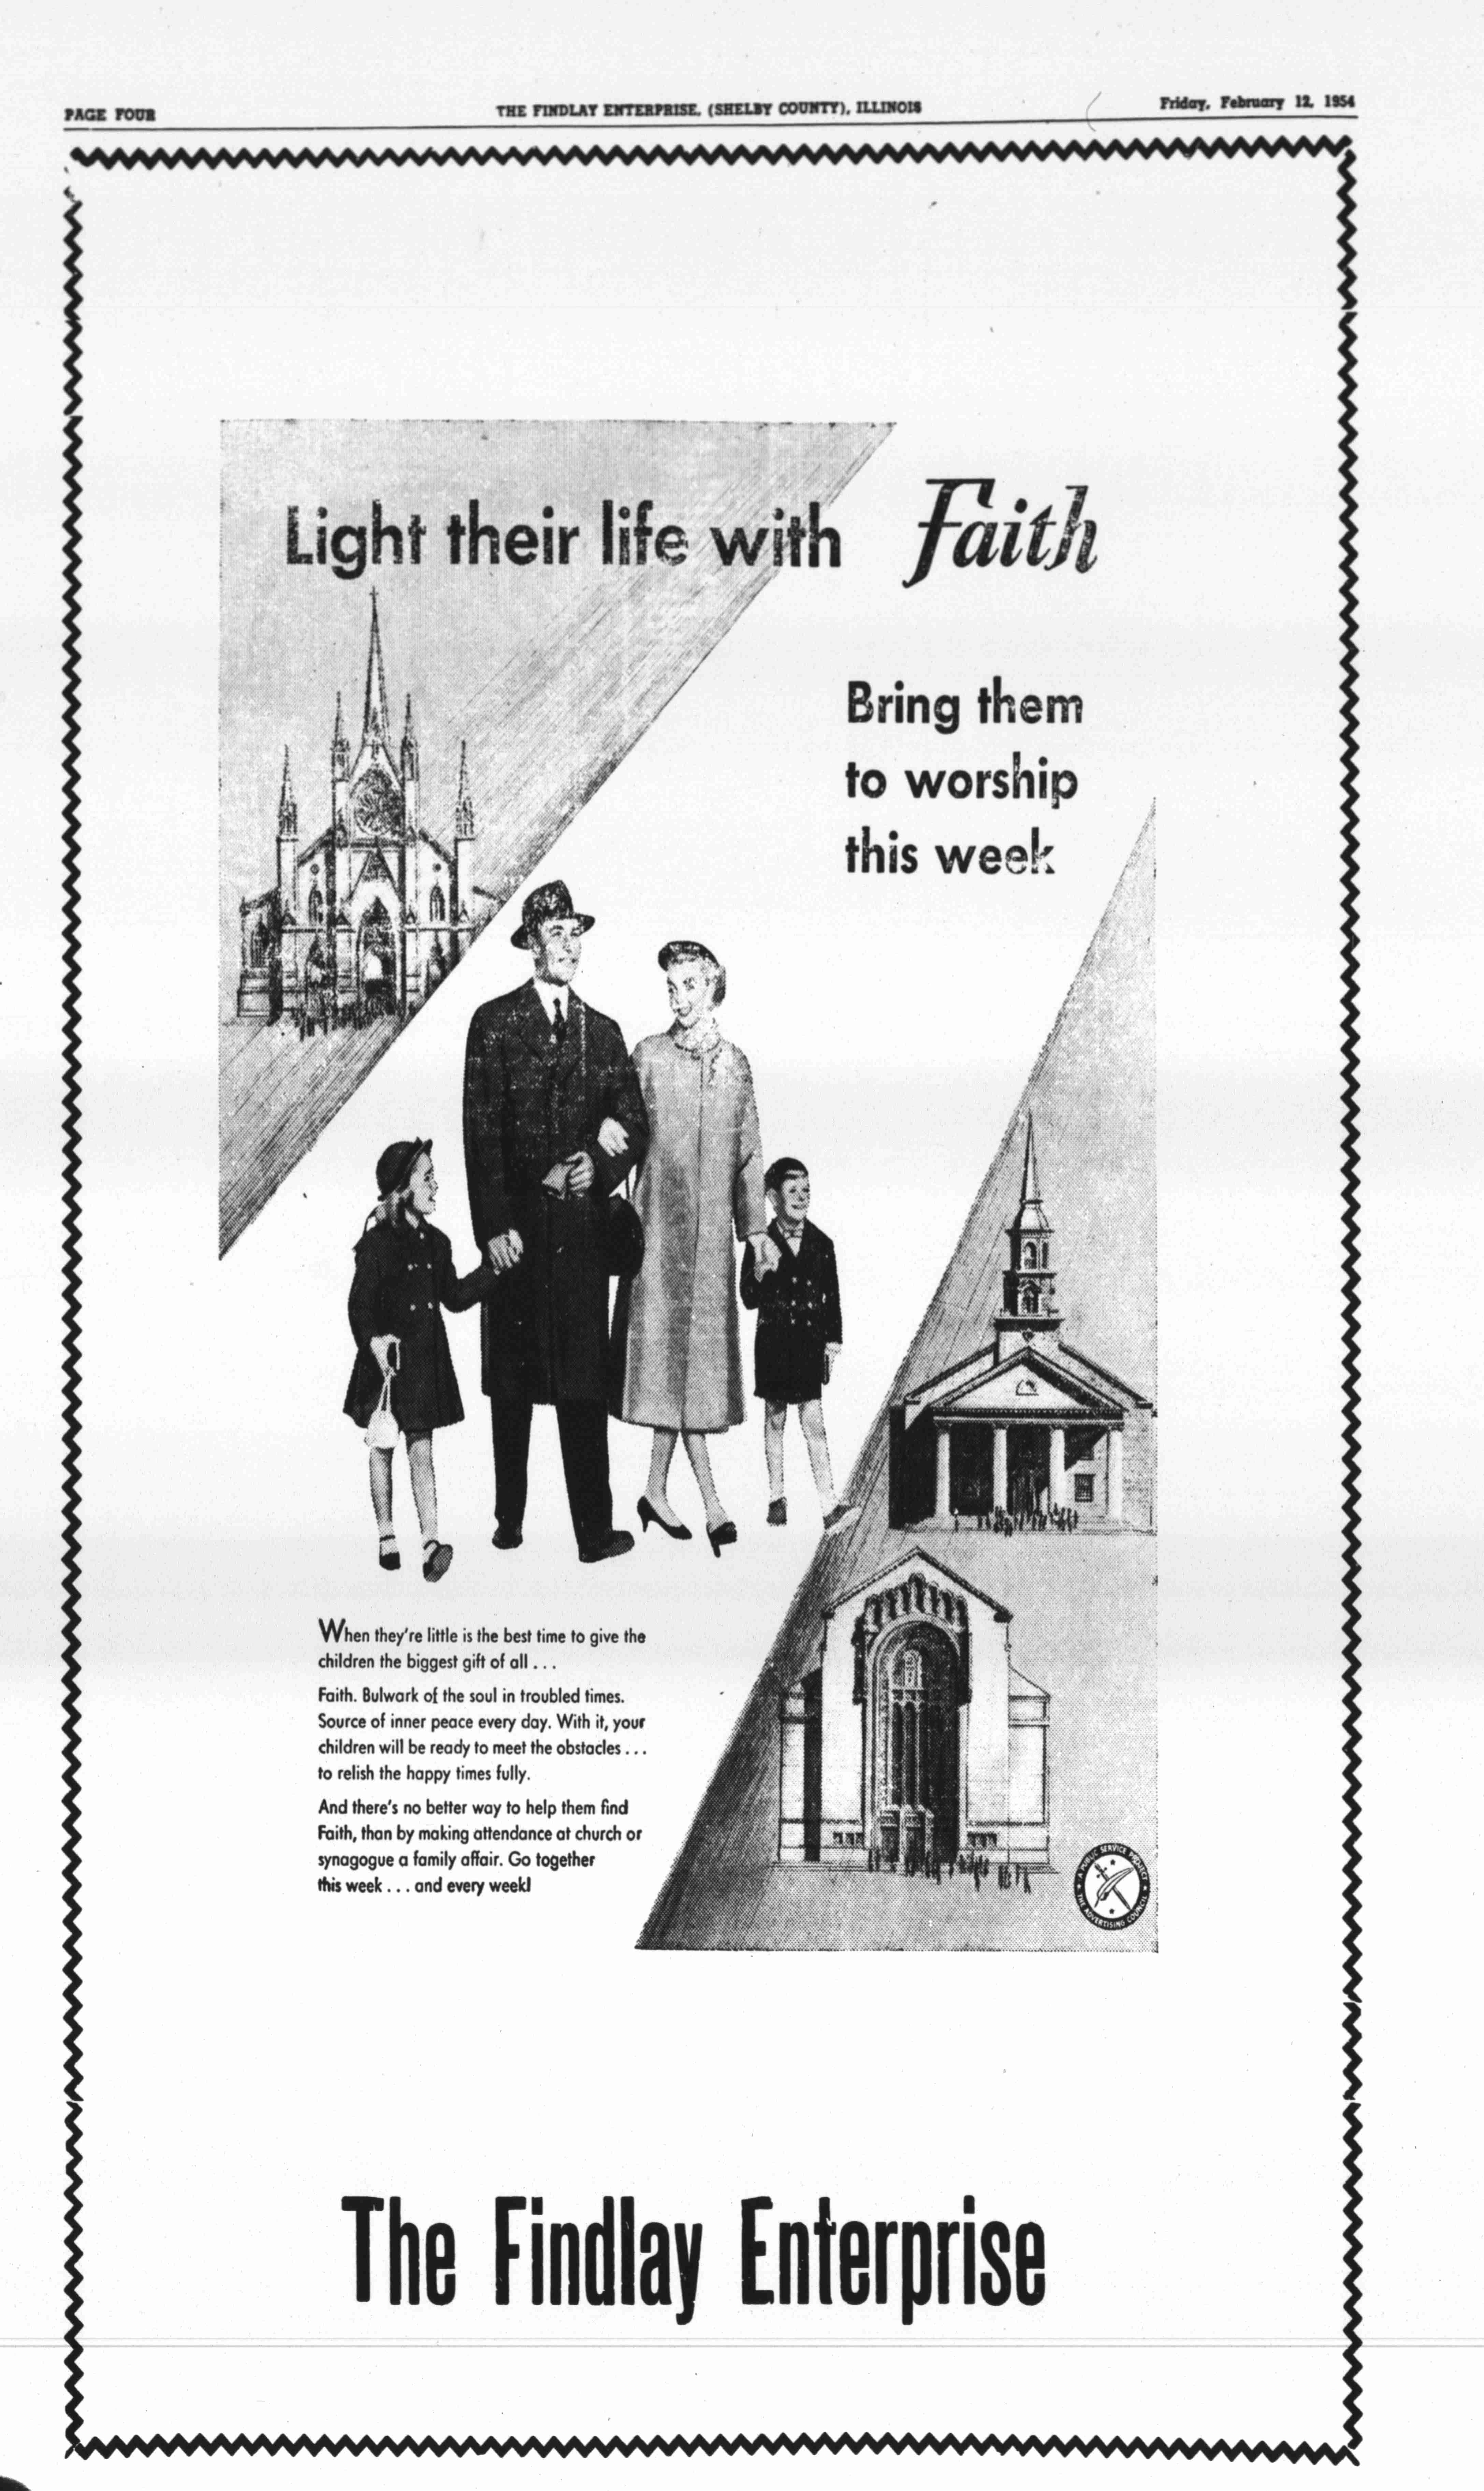 PAGE FOUR
THE FINDLAY ENTERPRISE, (SHELBY COUNTY), ILLINOIS
Friday, February 12, 1954
Light their life with Faith
Bring them
to worship
this week
When they're little is the best time to give the
children the biggest gift of all . . .
Faith. Bulwark of the soul in troubled times.
Source of inner peace every day. With it, your
children will be ready to meet the obstacles . . .
to relish the happy times fully.
And there's no better way to help them find
Faith, than by making attendance at church or
synagogue a family affair. Go together
this week . . . and every week!
A PUBLIC SERVICE PROJECT
THE ADVERTISING COUNCIL
The Findlay Enterprise